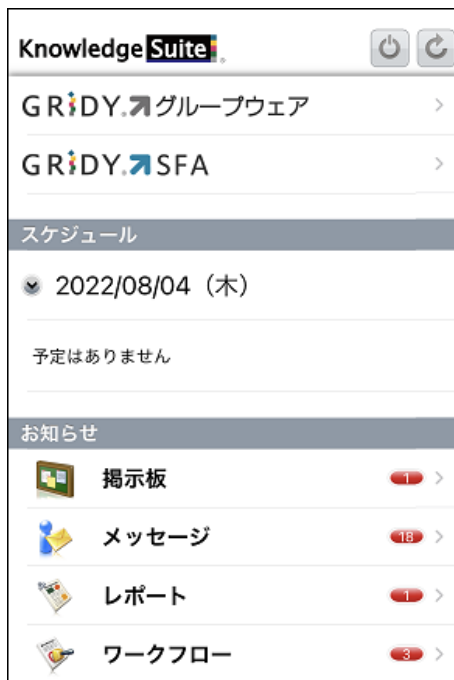 Knowledge Suite®
GRIDY.グループウェア
GRIDY.SFA
スケジュール
2022/08/04（木）
予定はありません
お知らせ
掲示板 1
メッセージ 18
レポート 1
ワークフロー 3